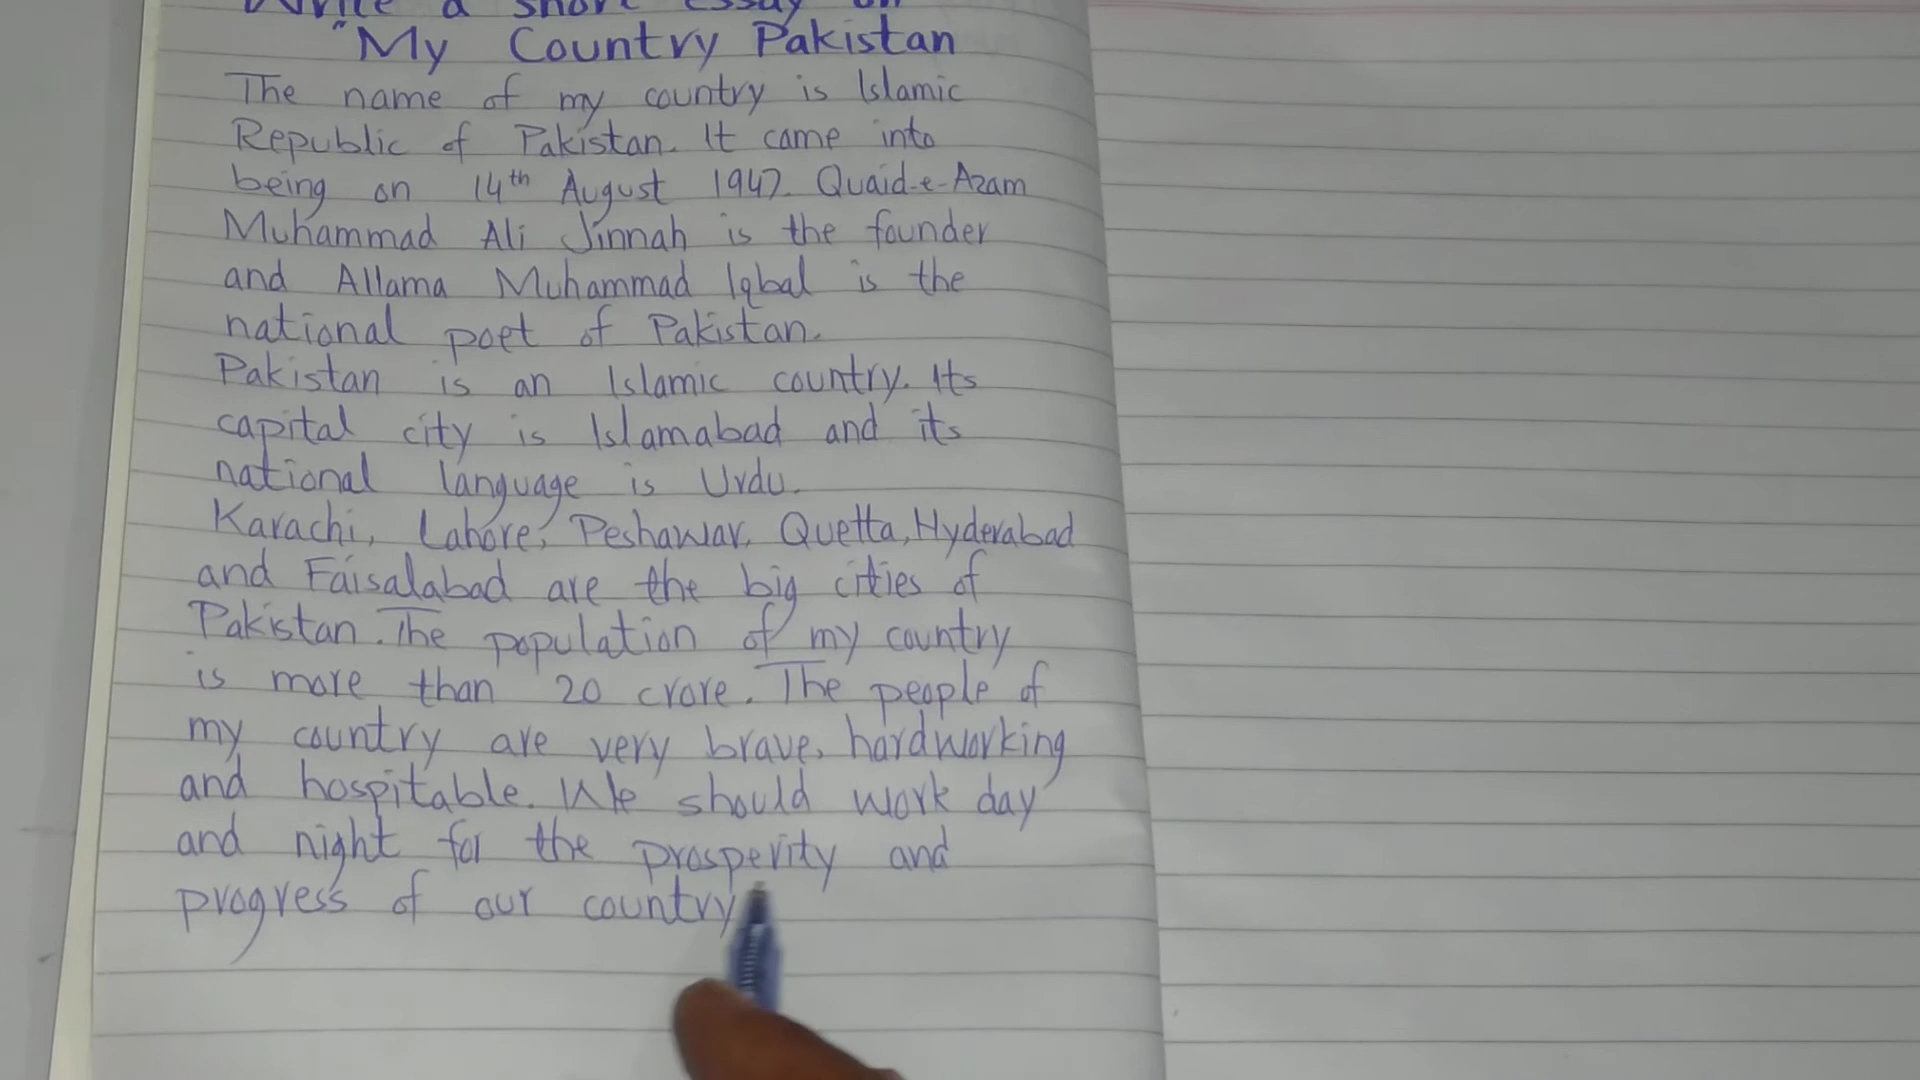 Write a short essay on
"My Country Pakistan
The name of my country is Islamic
Republic of Pakistan. It came into
being on 14th August 1947. Quaid-e-Azam
Muhammad Ali Jinnah is the founder
and Allama Muhammad Iqbal is the
national poet of Pakistan.
Pakistan is an Islamic country. Its
capital city is Islamabad and its
national language is Urdu.
Karachi, Lahore, Peshawar, Quetta, Hyderabad
and Faisalabad are the big cities of
Pakistan. The population of my country
is more than 20 crore. The people of
my country are very brave, hardworking
and hospitable. We should work day
and night for the prosperity and
progress of our country